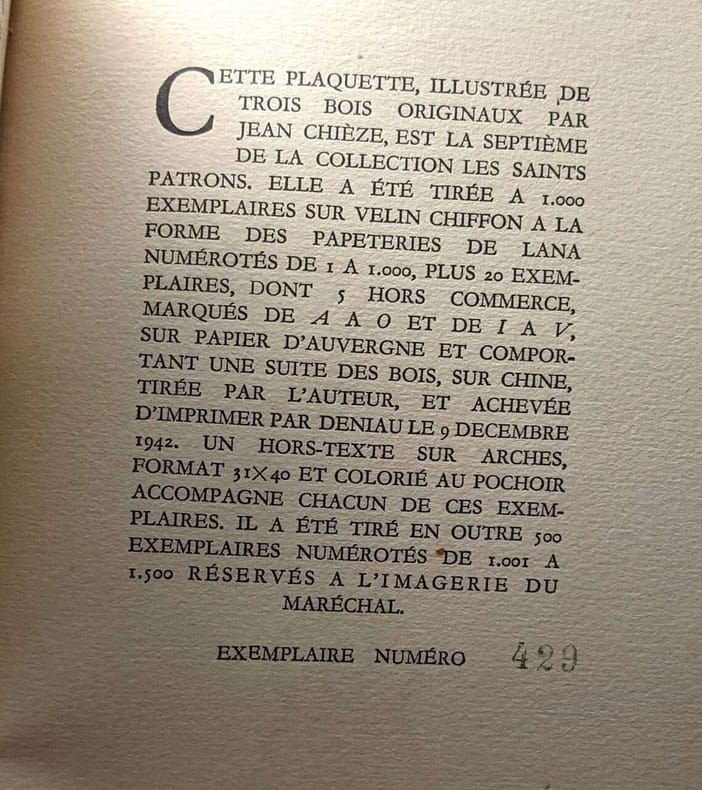 CETTE PLAQUETTE, ILLUSTRÉE DE
TROIS BOIS ORIGINAUX PAR
JEAN CHIÈZE, EST LA SEPTIÈME
DE LA COLLECTION LES SAINTS
PATRONS. ELLE A ÉTÉ TIRÉE A 1.000
EXEMPLAIRES SUR VELIN CHIFFON A LA
FORME DES PAPETERIES DE LANA
NUMÉROTÉS DE 1 A 1.000, PLUS 20 EXEM-
PLAIRES, DONT 5 HORS COMMERCE,
MARQUÉS DE A A O ET DE I A V,
SUR PAPIER D'AUVERGNE ET COMPOR-
TANT UNE SUITE DES BOIS, SUR CHINE,
TIRÉE PAR L'AUTEUR, ET ACHEVÉE
D'IMPRIMER PAR DENIAU LE 9 DECEMBRE
1942. UN HORS-TEXTE SUR ARCHES,
FORMAT 31×40 ET COLORIÉ AU POCHOIR
ACCOMPAGNE CHACUN DE CES EXEM-
PLAIRES. IL A ÉTÉ TIRÉ EN OUTRE 500
EXEMPLAIRES NUMÉROTÉS DE 1.001 A
1.500 RÉSERVÉS A L'IMAGERIE DU
MARÉCHAL.
EXEMPLAIRE NUMÉRO 429